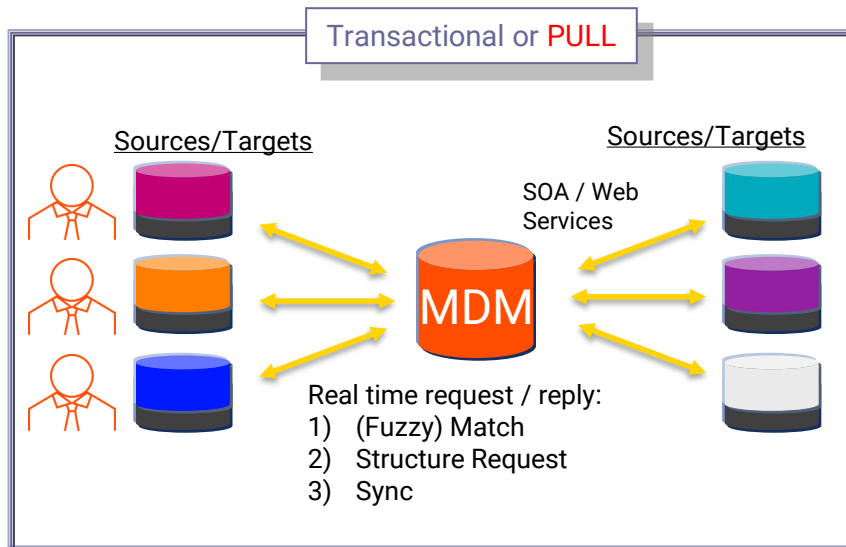 Transactional or PULL
Sources/Targets
Sources/Targets
SOA / Web
Services
MDM
Real time request / reply:
1) (Fuzzy) Match
2) Structure Request
3) Sync